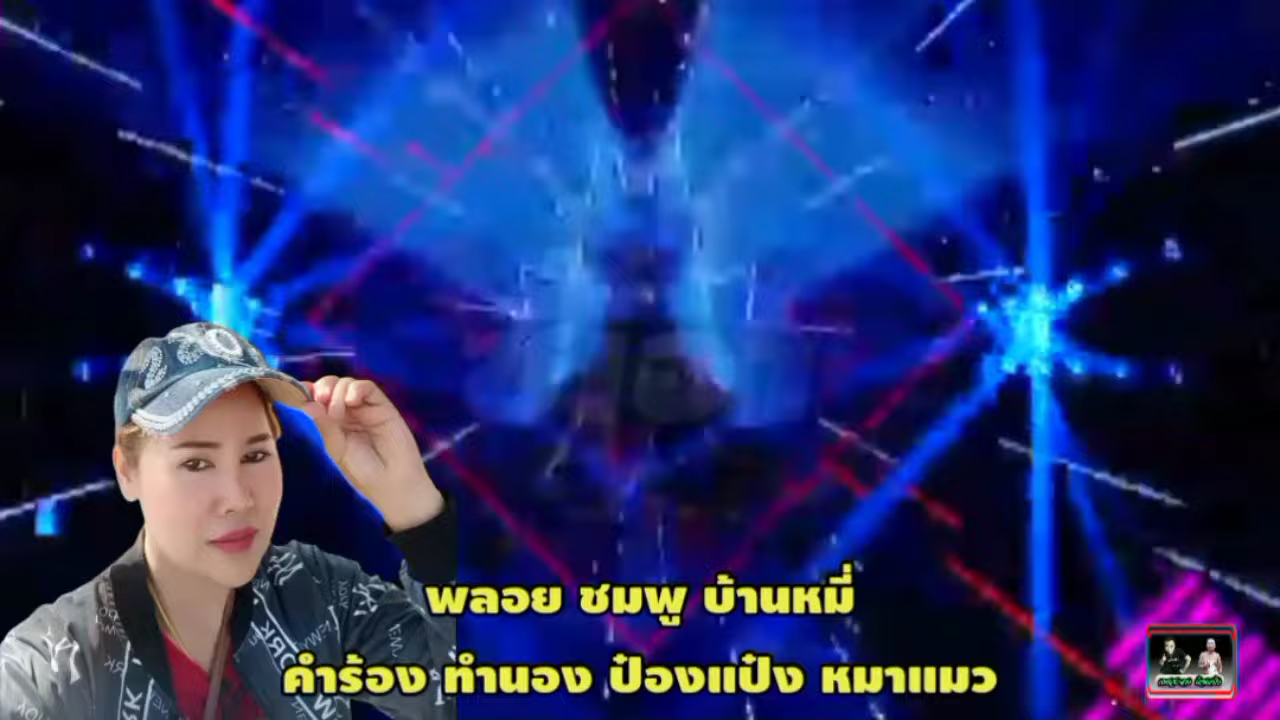 พลอย ชมพู บ้านหมี่
คำร้อง ทำนอง ป๋องแป๋ง หมาแมว